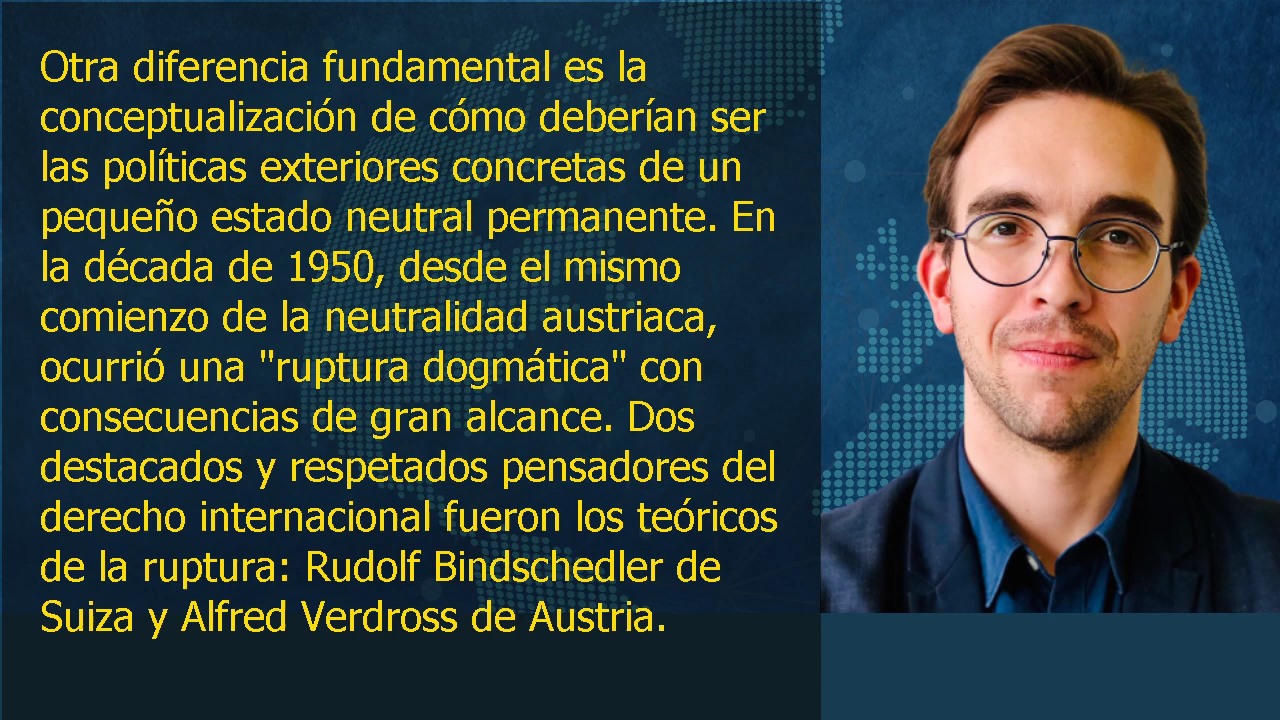 Otra diferencia fundamental es la
conceptualización de cómo deberían ser
las políticas exteriores concretas de un
pequeño estado neutral permanente. En
la década de 1950, desde el mismo
comienzo de la neutralidad austriaca,
ocurrió una "ruptura dogmática" con
consecuencias de gran alcance. Dos
destacados y respetados pensadores del
derecho internacional fueron los teóricos
de la ruptura: Rudolf Bindschedler de
Suiza y Alfred Verdross de Austria.